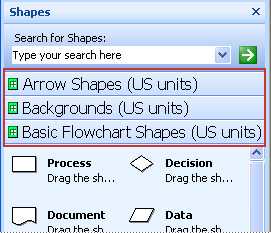 Shapes
Search for Shapes:
Type your search here
Arrow Shapes (US units)
Backgrounds (US units)
Basic Flowchart Shapes (US units)
Process
Drag the sh...
Decision
Drag the sh...
Document
Drag the sh...
Data
Drag the sh...